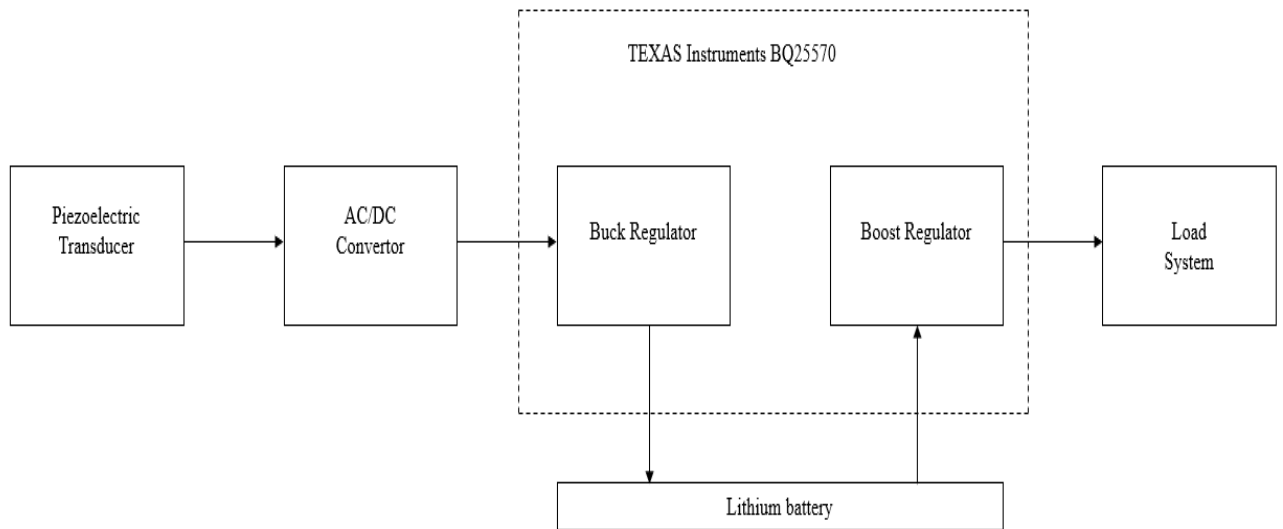 TEXAS Instruments BQ25570
Piezoelectric
Transducer
AC/DC
Convertor
Buck Regulator
Boost Regulator
Load
System
Lithium battery